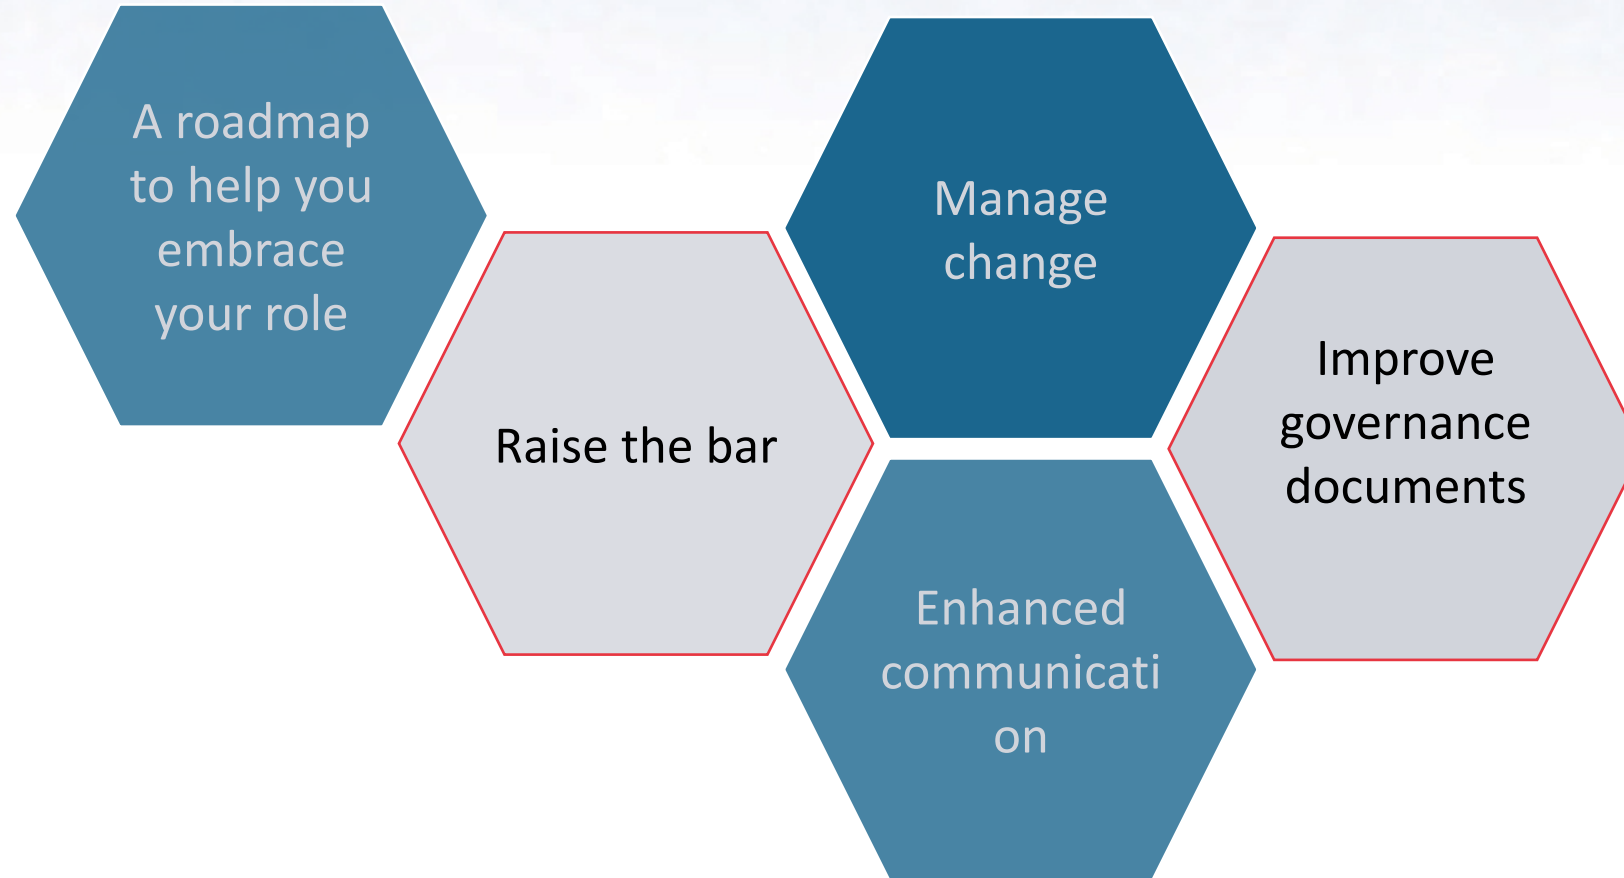 A roadmap
to help you
embrace
your role
Raise the bar
Manage
change
Enhanced
communicati
on
Improve
governance
documents